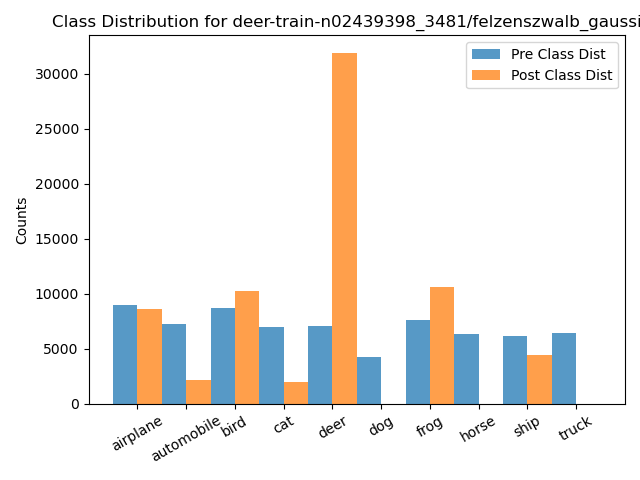 Class Distribution for deer-train-n02439398_3481/felzenszwalb_gaussi
Pre Class Dist
Post Class Dist
Counts
30000
25000
20000
15000
10000
5000
0
airplane
automobile
bird
cat
deer
dog
frog
horse
ship
truck